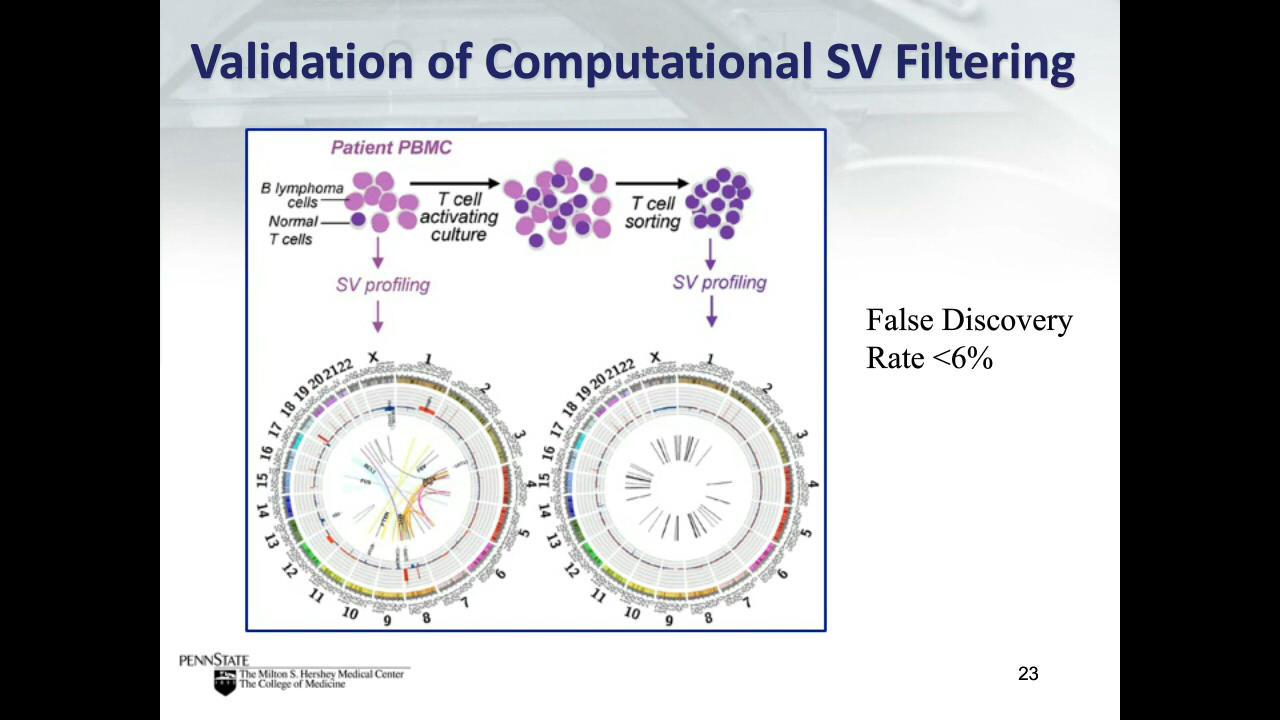 Validation of Computational SV Filtering
Patient PBMC
B lymphoma
cells
Normal
T cells
T cell
activating
culture
T cell
sorting
SV profiling
SV profiling
False Discovery
Rate <6%
X 1 2 3 4 5 6 7 8 9 10 11 12 13 14 15 16 17 18 19 20 21 22
X 1 2 3 4 5 6 7 8 9 10 11 12 13 14 15 16 17 18 19 20 21 22
PENNSTATE
The Milton S. Hershey Medical Center
The College of Medicine
23